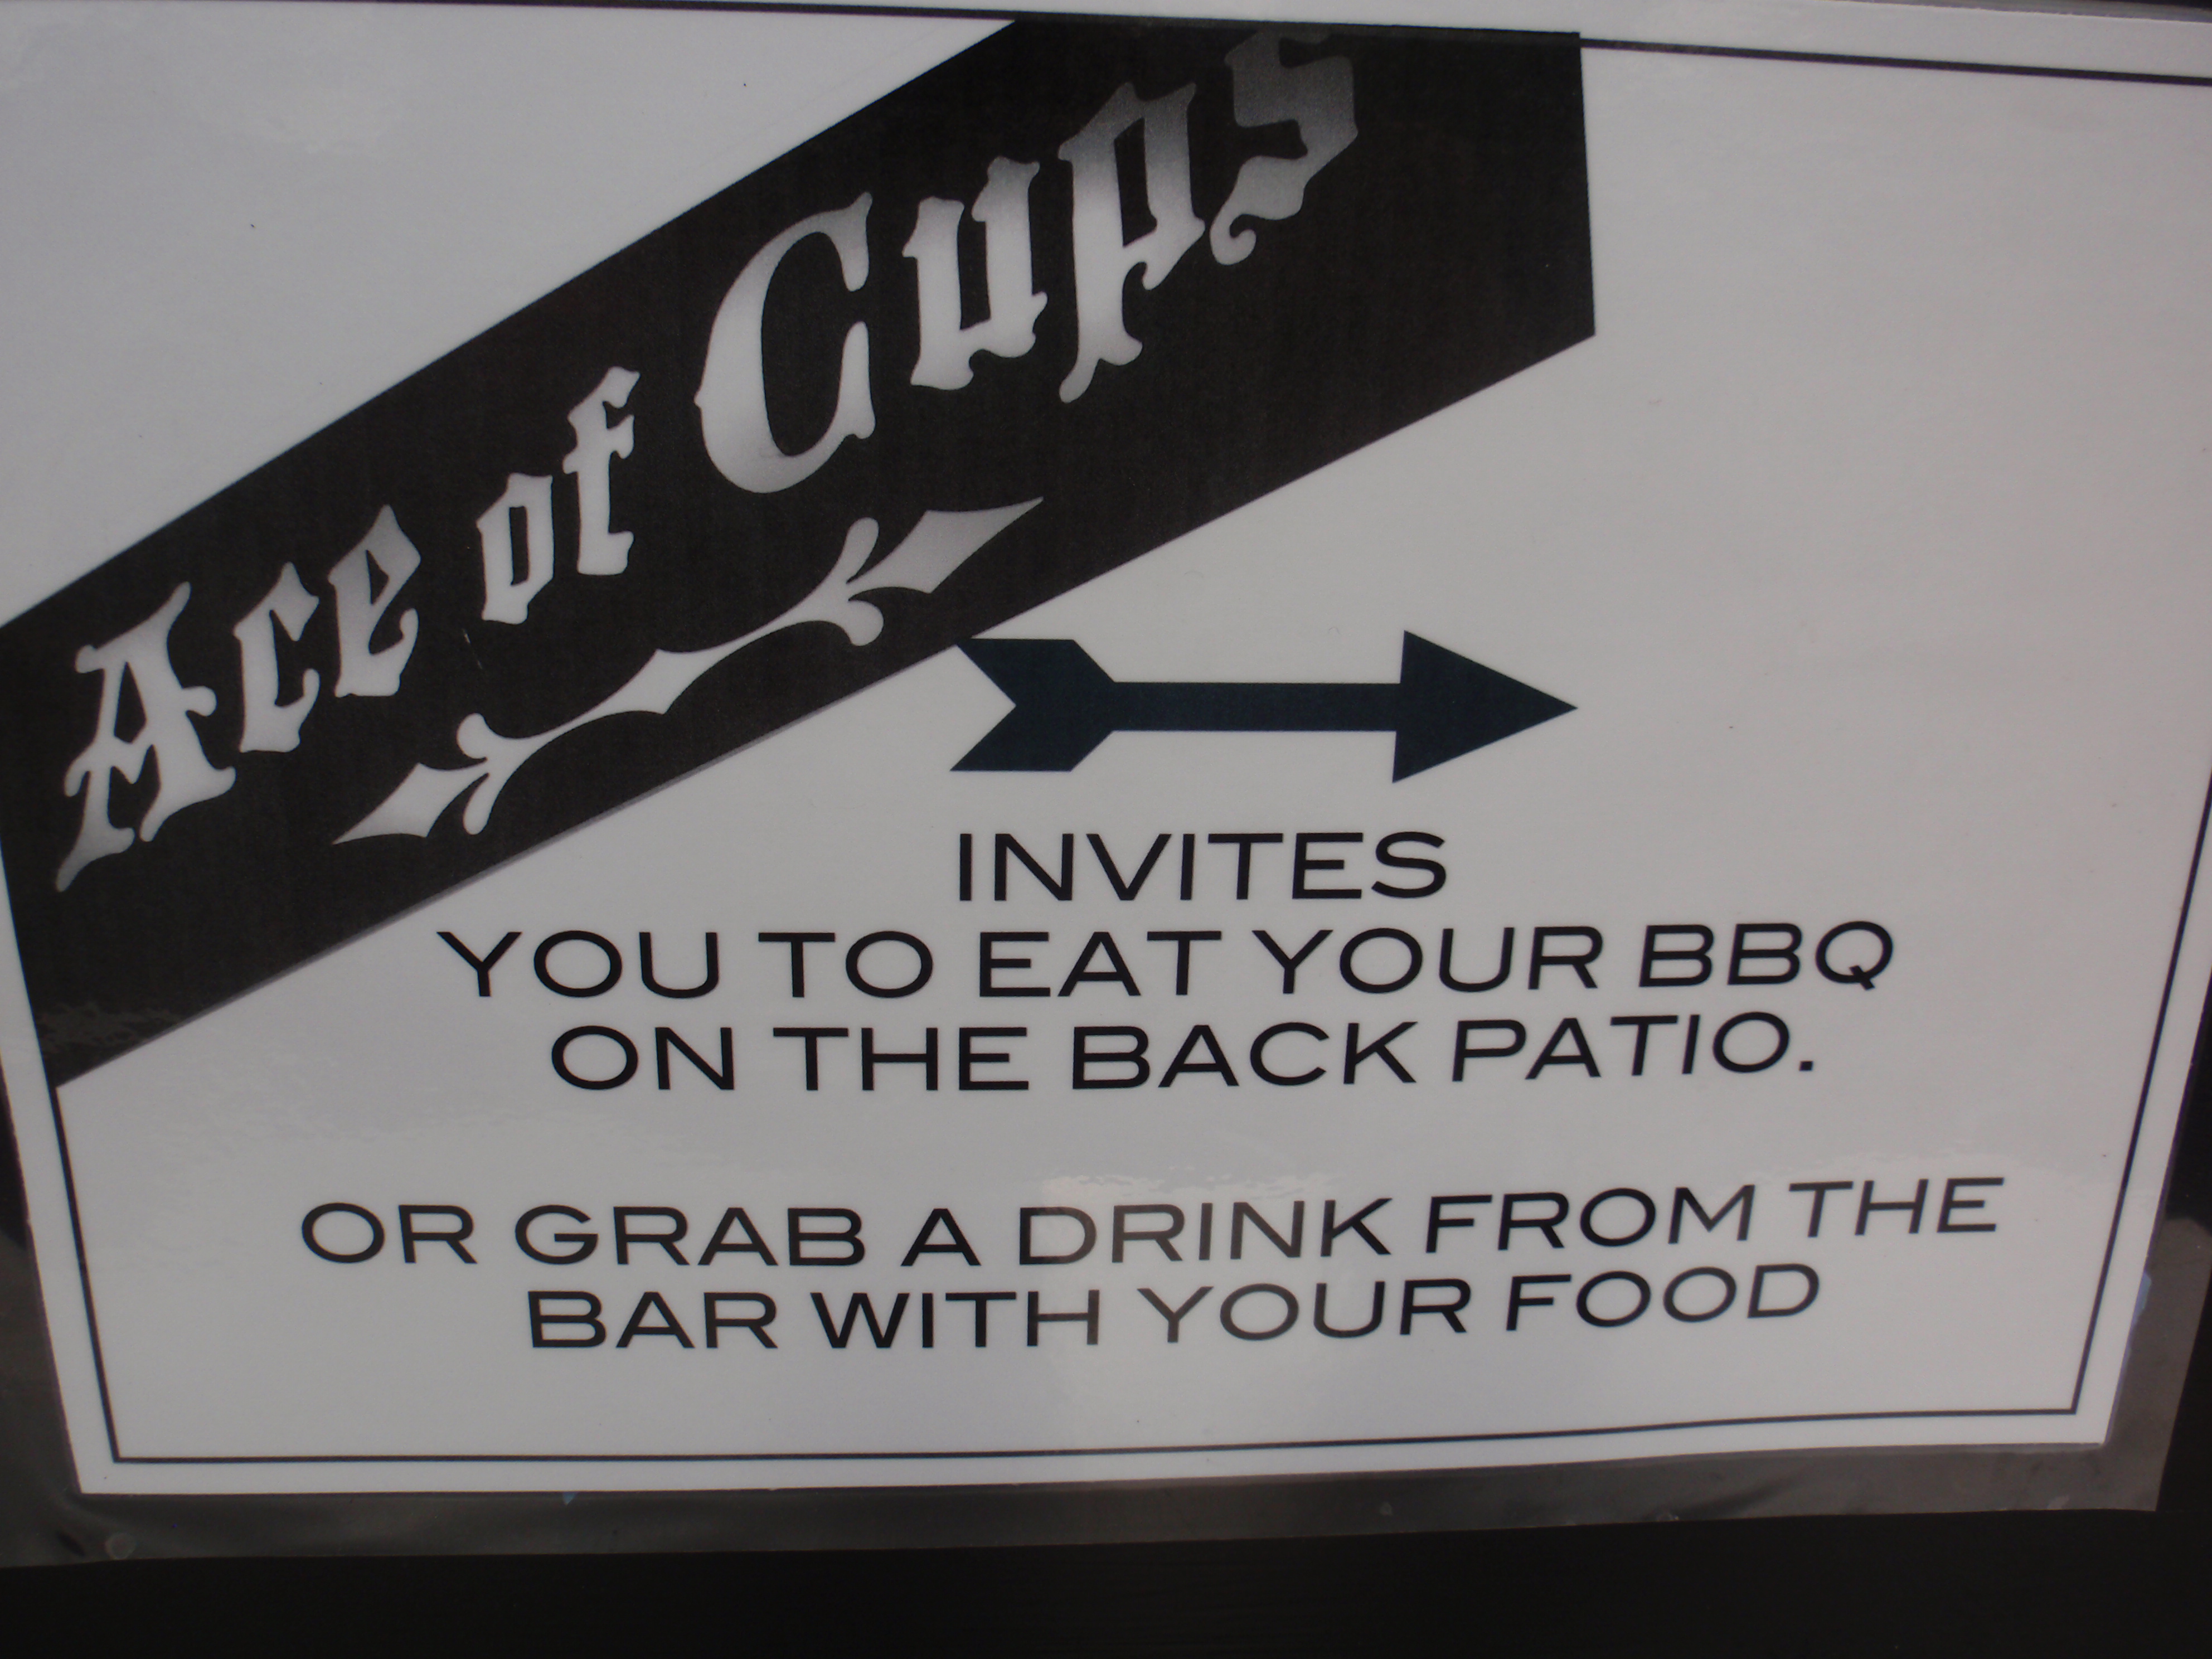 Ace of Cups
INVITES
YOU TO EAT YOUR BBQ
ON THE BACK PATIO.
OR GRAB A DRINK FROM THE
BAR WITH YOUR FOOD